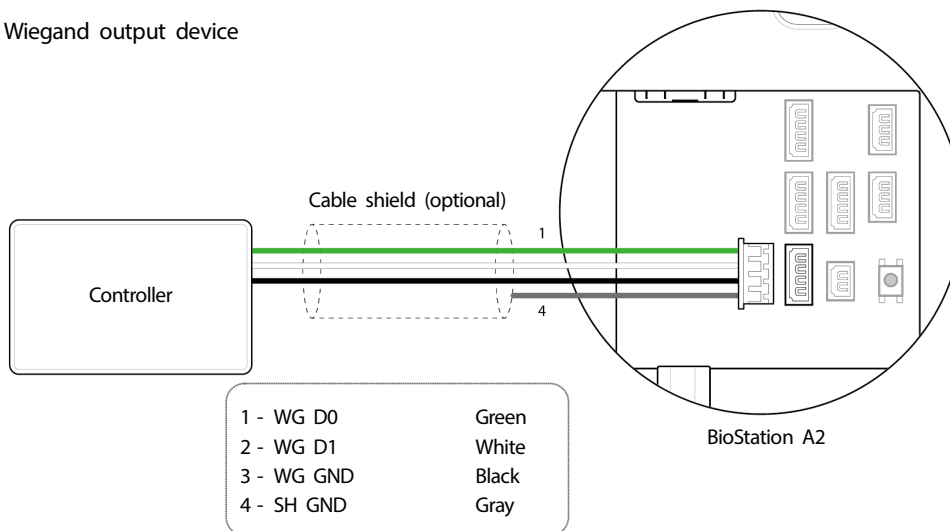 Wiegand output device
Cable shield (optional)
1
Controller
4
BioStation A2
1 - WG D0 Green
2 - WG D1 White
3 - WG GND Black
4 - SH GND Gray